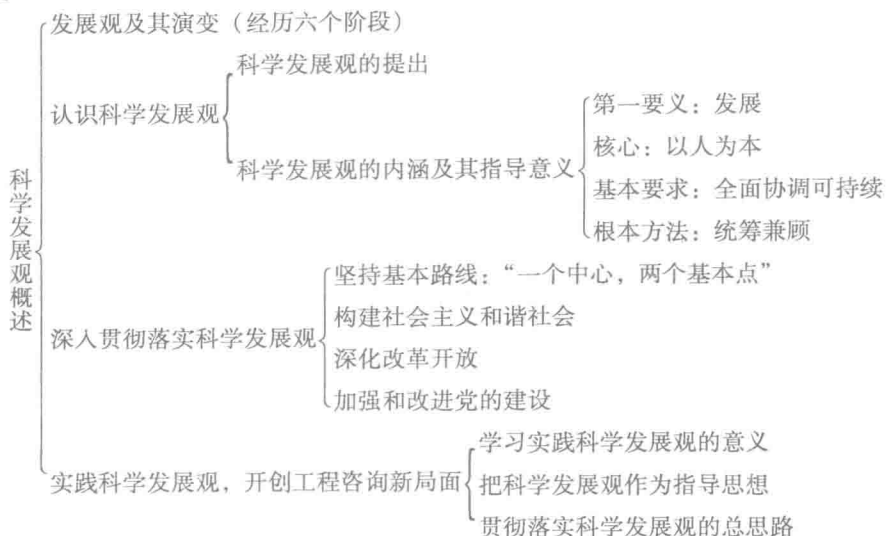 科学发展观概述
发展观及其演变（经历六个阶段）
认识科学发展观
科学发展观的提出
科学发展观的内涵及其指导意义
第一要义：发展
核心：以人为本
基本要求：全面协调可持续
根本方法：统筹兼顾
深入贯彻落实科学发展观
坚持基本路线：“一个中心，两个基本点”
构建社会主义和谐社会
深化改革开放
加强和改进党的建设
实践科学发展观，开创工程咨询新局面
学习实践科学发展观的意义
把科学发展观作为指导思想
贯彻落实科学发展观的总思路